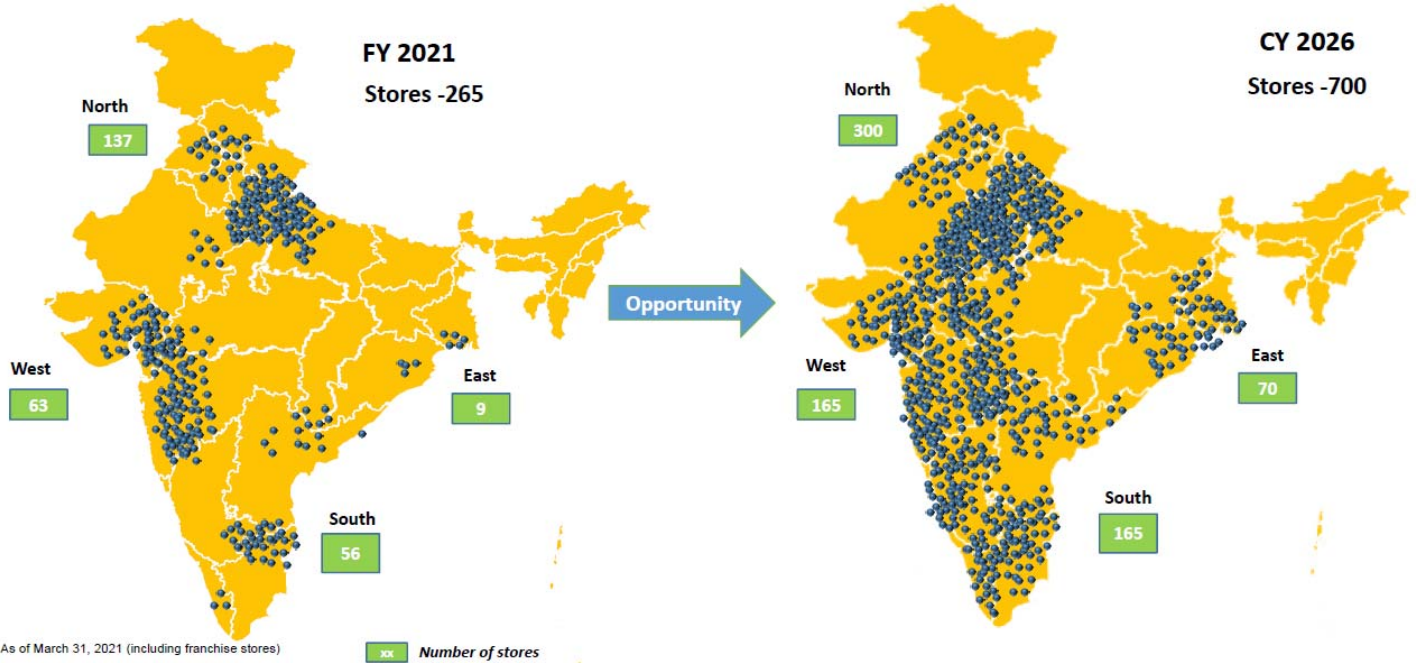 FY 2021
Stores -265
North
137
West
63
East
9
South
56
As of March 31, 2021 (including franchise stores)
xx Number of stores
Opportunity
CY 2026
Stores -700
North
300
West
165
East
70
South
165